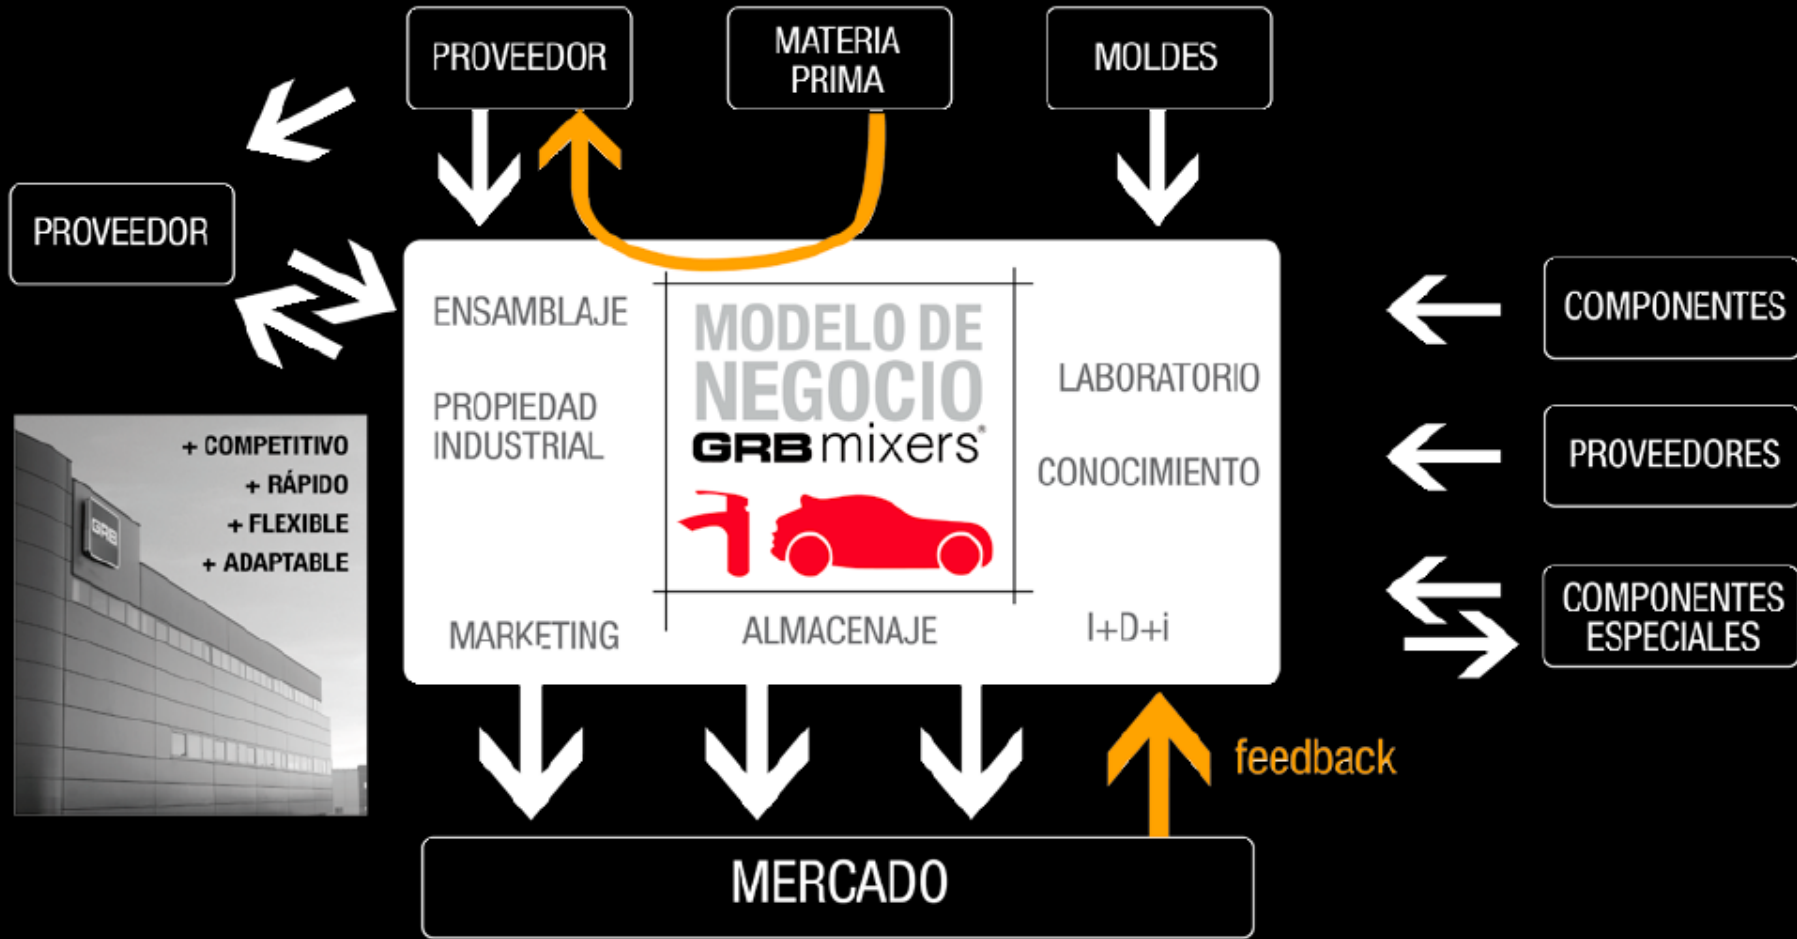 PROVEEDOR
MATERIA
PRIMA
MOLDES
PROVEEDOR
COMPONENTES
PROVEEDORES
COMPONENTES
ESPECIALES
+ COMPETITIVO
+ RÁPIDO
+ FLEXIBLE
+ ADAPTABLE
GRB
ENSAMBLAJE
PROPIEDAD
INDUSTRIAL
MARKETING
MODELO DE
NEGOCIO
GRB mixers®
ALMACENAJE
LABORATORIO
CONOCIMIENTO
I+D+i
feedback
MERCADO